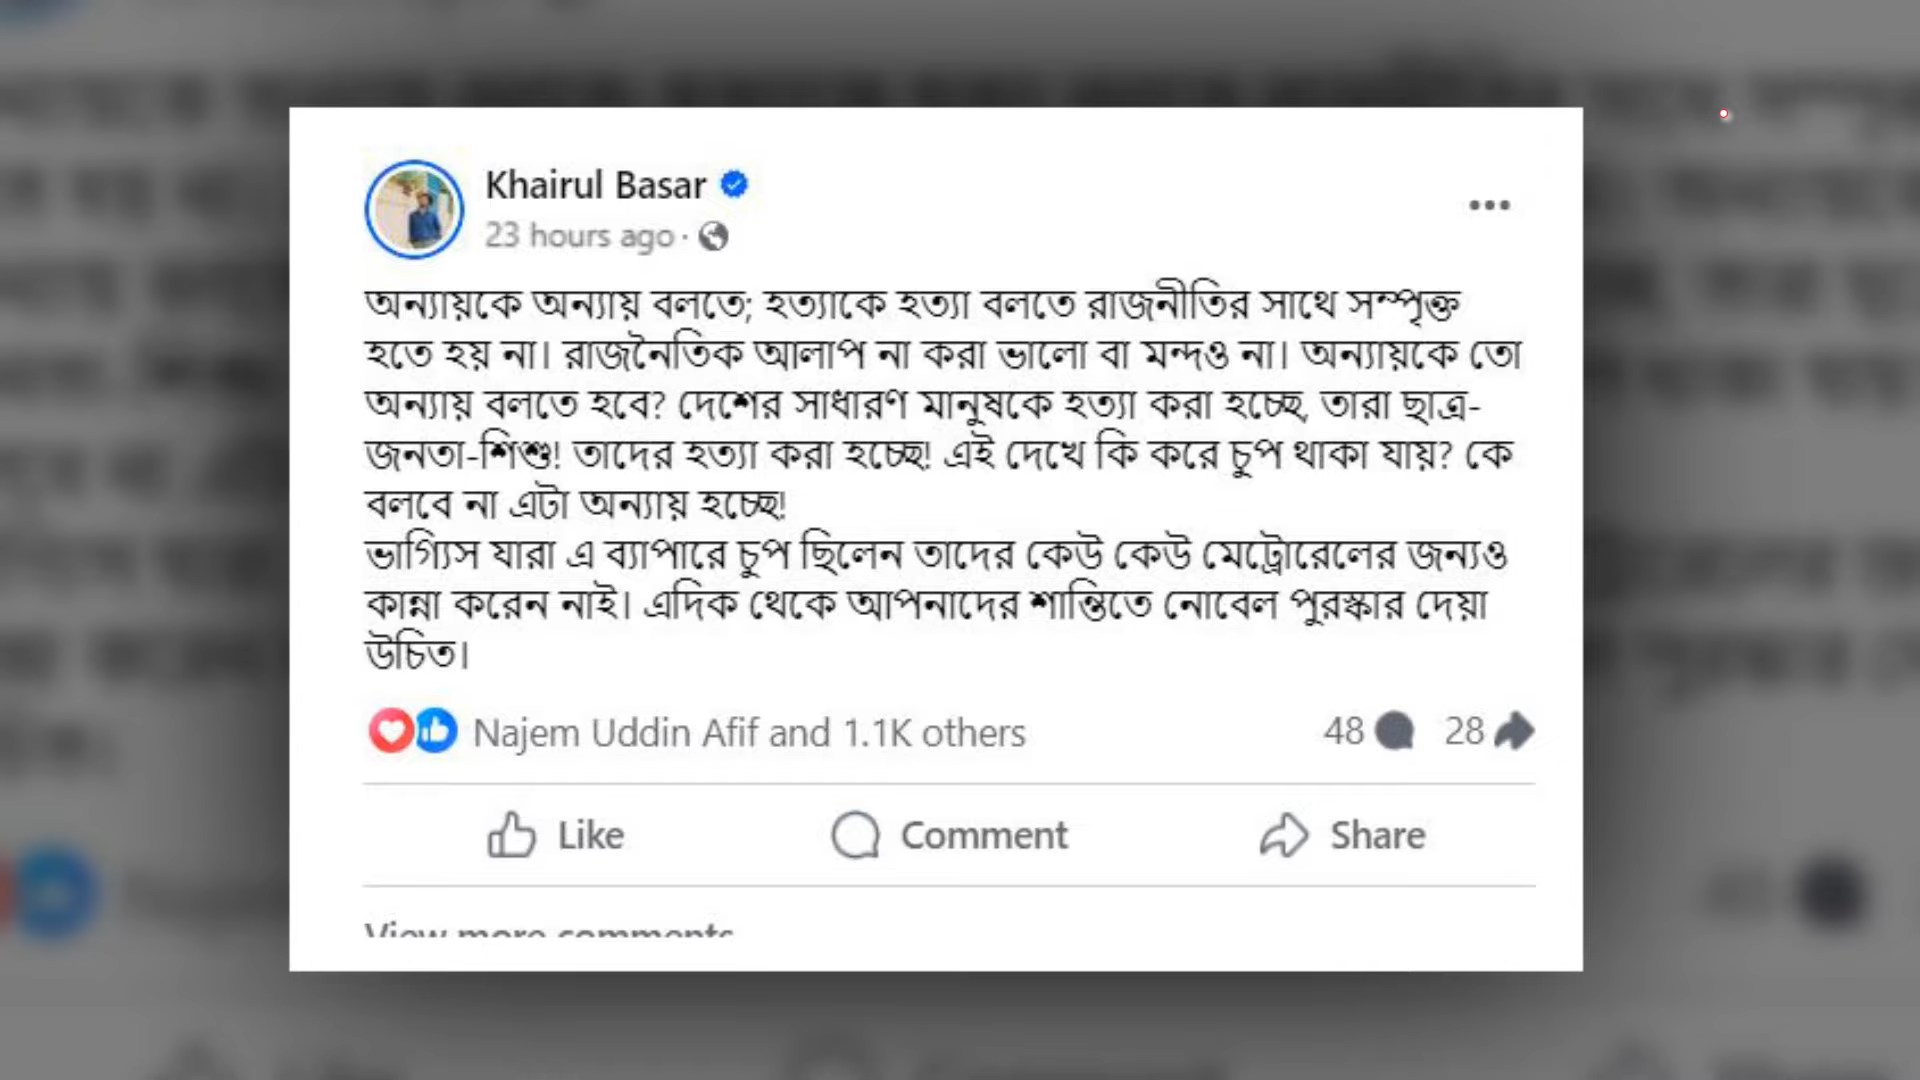 Khairul Basar
23 hours ago ·
অন্যায়কে অন্যায় বলতে; হত্যাকে হত্যা বলতে রাজনীতির সাথে সম্পৃক্ত
হতে হয় না। রাজনৈতিক আলাপ না করা ভালো বা মন্দও না। অন্যায়কে তো
অন্যায় বলতে হবে? দেশের সাধারণ মানুষকে হত্যা করা হচ্ছে, তারা ছাত্র-
জনতা-শিশু! তাদের হত্যা করা হচ্ছে! এই দেখে কি করে চুপ থাকা যায়? কে
বলবে না এটা অন্যায় হচ্ছে!
ভাগ্যিস যারা এ ব্যাপারে চুপ ছিলেন তাদের কেউ কেউ মেট্রোরেলের জন্যও
কান্না করেন নাই। এদিক থেকে আপনাদের শান্তিতে নোবেল পুরস্কার দেয়া
উচিত।
Najem Uddin Afif and 1.1K others 48 28
Like Comment Share
View more comments